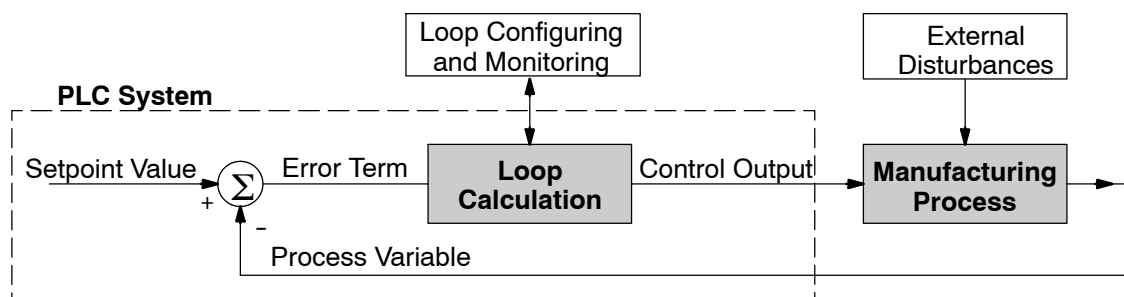 Loop Configuring
and Monitoring
External
Disturbances
PLC System
Setpoint Value
+
Σ
−
Error Term
Loop
Calculation
Control Output
Manufacturing
Process
Process Variable